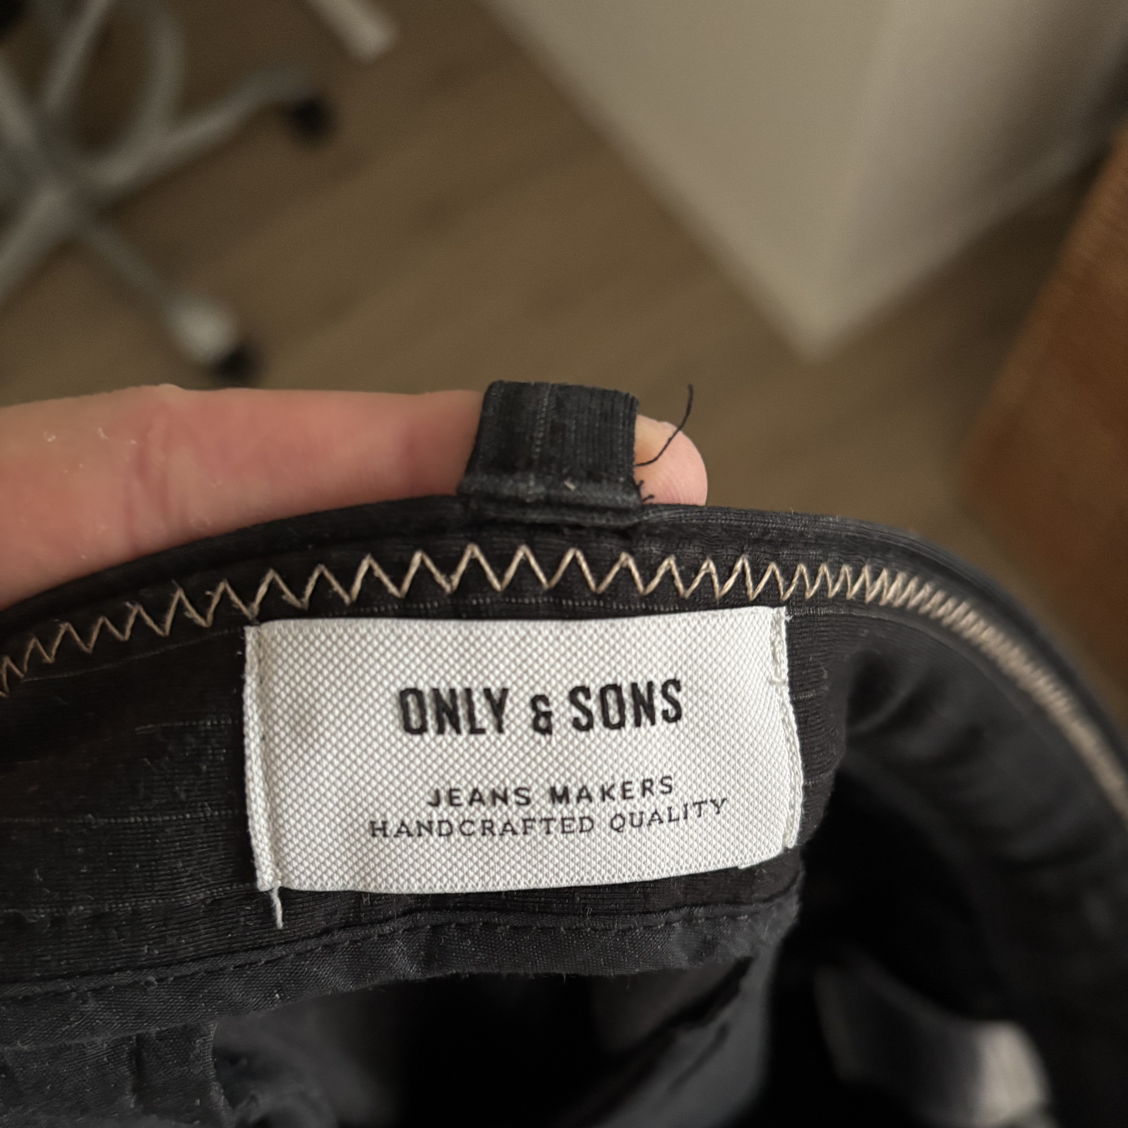 ONLY & SONS
JEANS MAKERS
HANDCRAFTED QUALITY